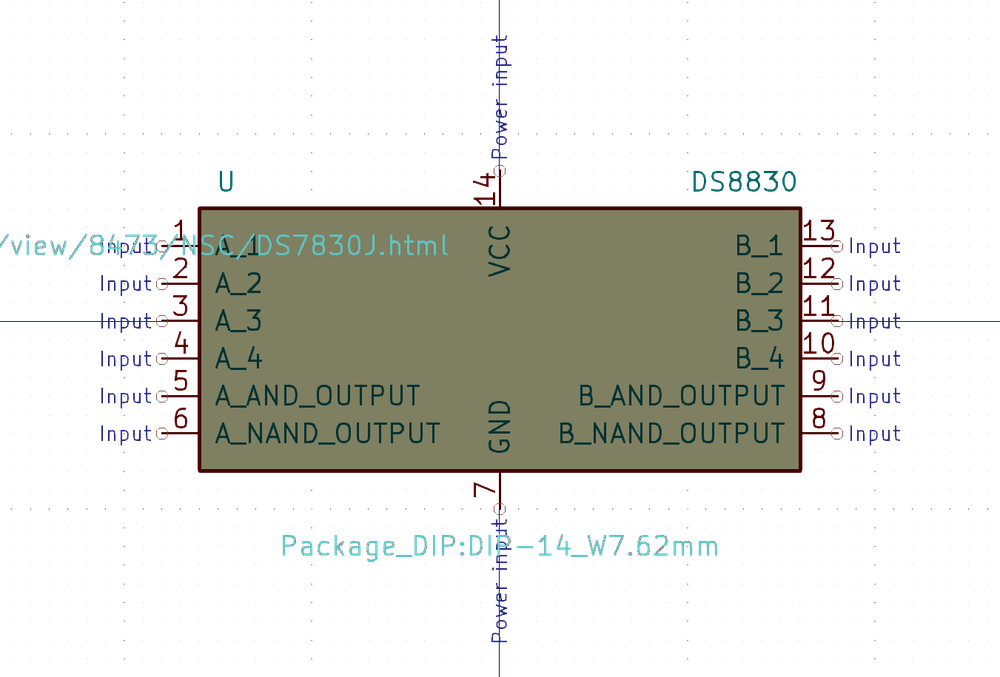 Power input
U
DS8830
14
VCC
/view/8473/NSC/DS7830J.html
Input 1 A_1
B_1 13 Input
Input 2 A_2
B_2 12 Input
Input 3 A_3
B_3 11 Input
Input 4 A_4
B_4 10 Input
Input 5 A_AND_OUTPUT
B_AND_OUTPUT 9 Input
Input 6 A_NAND_OUTPUT
B_NAND_OUTPUT 8 Input
GND
7
Package_DIP:DIP-14_W7.62mm
Power input